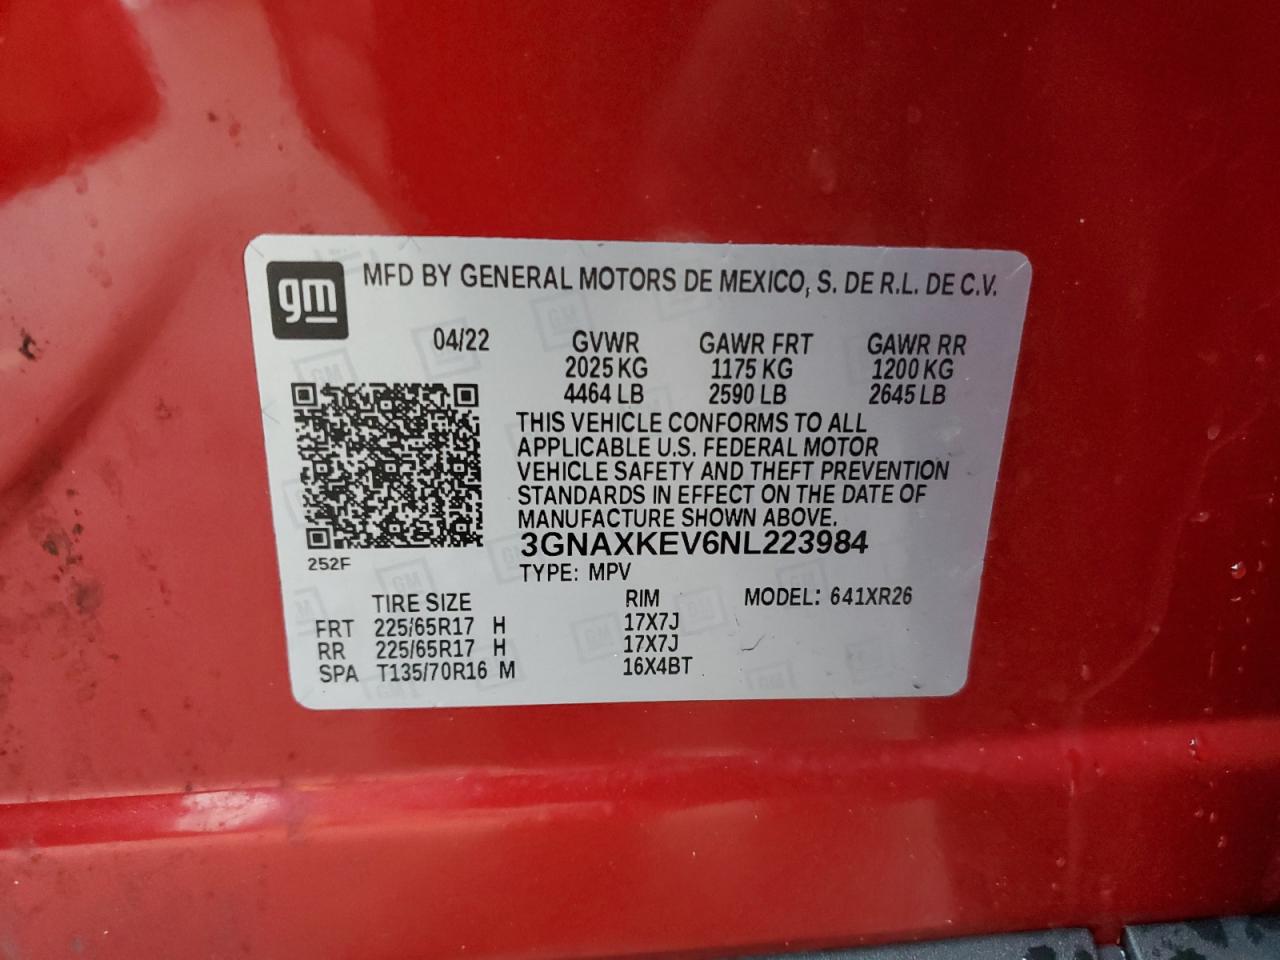 gm MFD BY GENERAL MOTORS DE MEXICO, S. DE R.L. DE C.V.
04/22 GVWR GAWR FRT GAWR RR
2025 KG 1175 KG 1200 KG
4464 LB 2590 LB 2645 LB
THIS VEHICLE CONFORMS TO ALL
APPLICABLE U.S. FEDERAL MOTOR
VEHICLE SAFETY AND THEFT PREVENTION
STANDARDS IN EFFECT ON THE DATE OF
MANUFACTURE SHOWN ABOVE.
3GNAXKEV6NL223984
252F TYPE: MPV
TIRE SIZE RIM MODEL: 641XR26
FRT 225/65R17 H 17X7J
RR 225/65R17 H 17X7J
SPA T135/70R16 M 16X4BT